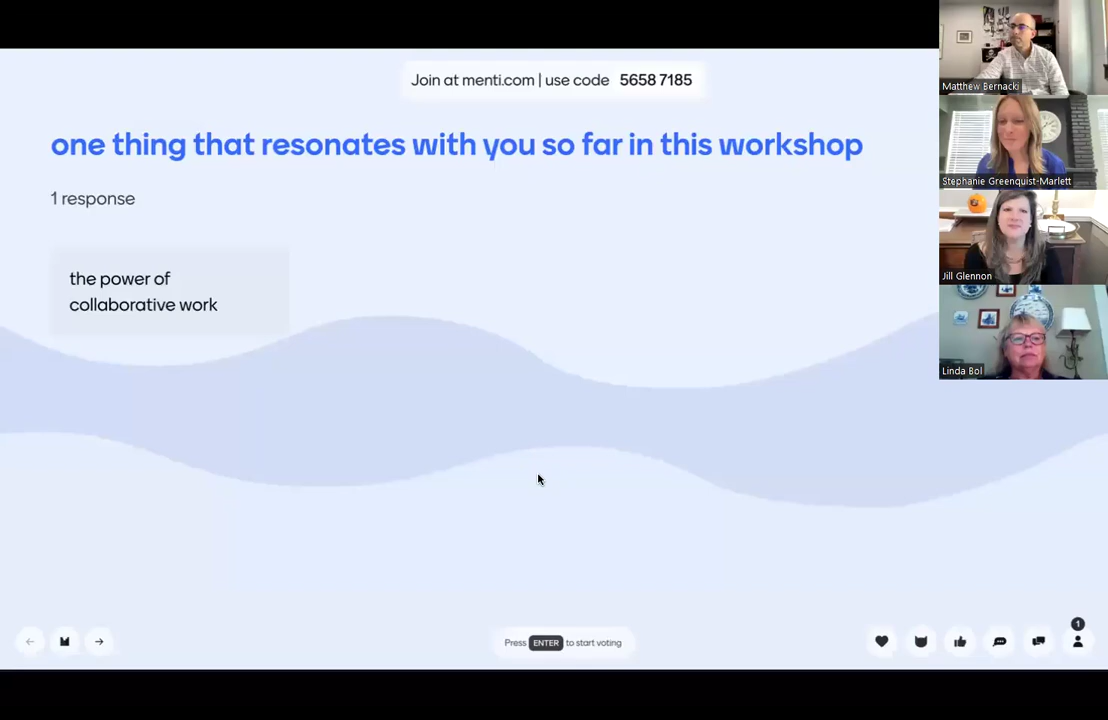 Join at menti.com | use code 5658 7185
one thing that resonates with you so far in this workshop
1 response
the power of
collaborative work
Press ENTER to start voting
1
Matthew Bernacki
Stephanie Greenquist-Marlett
Jill Glennon
Linda Bol